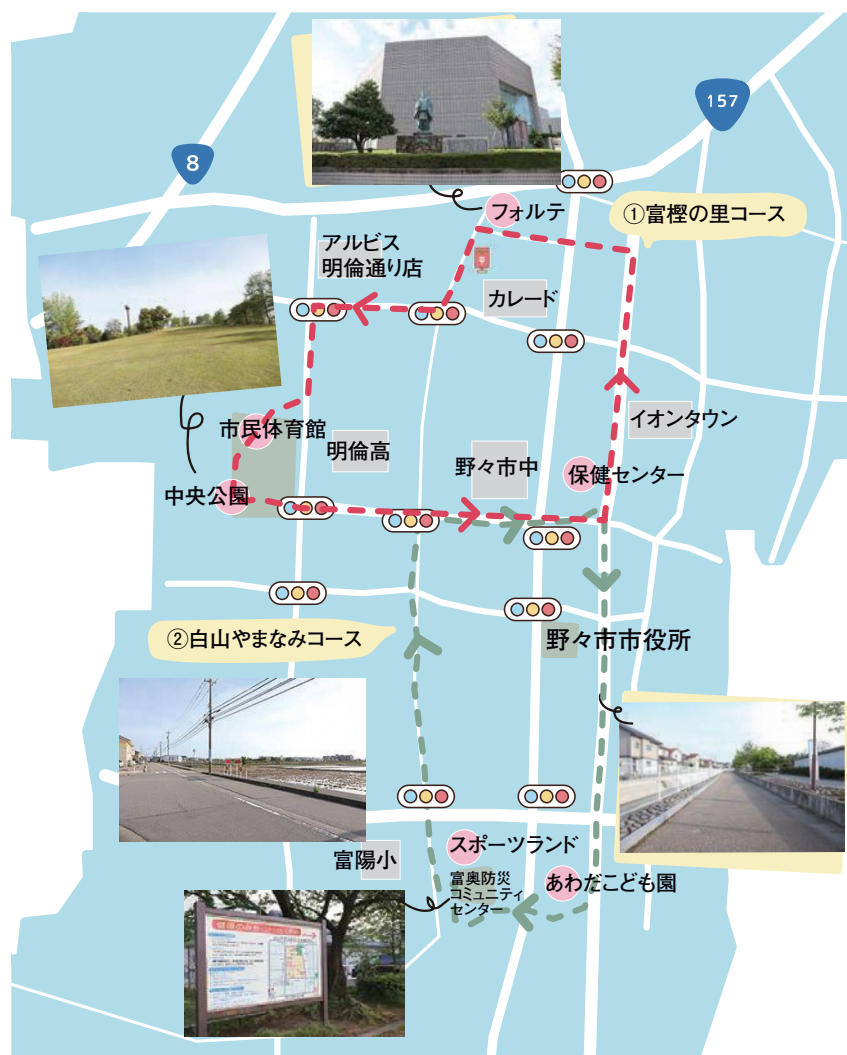 157
8
フォルテ
①富樫の里コース
アルビス
明倫通り店
カレード
イオンタウン
市民体育館
明倫高
野々市中
保健センター
中央公園
②白山やまなみコース
野々市市役所
スポーツランド
富陽小
富奥防災
コミュニティ
センター
あわだこども園